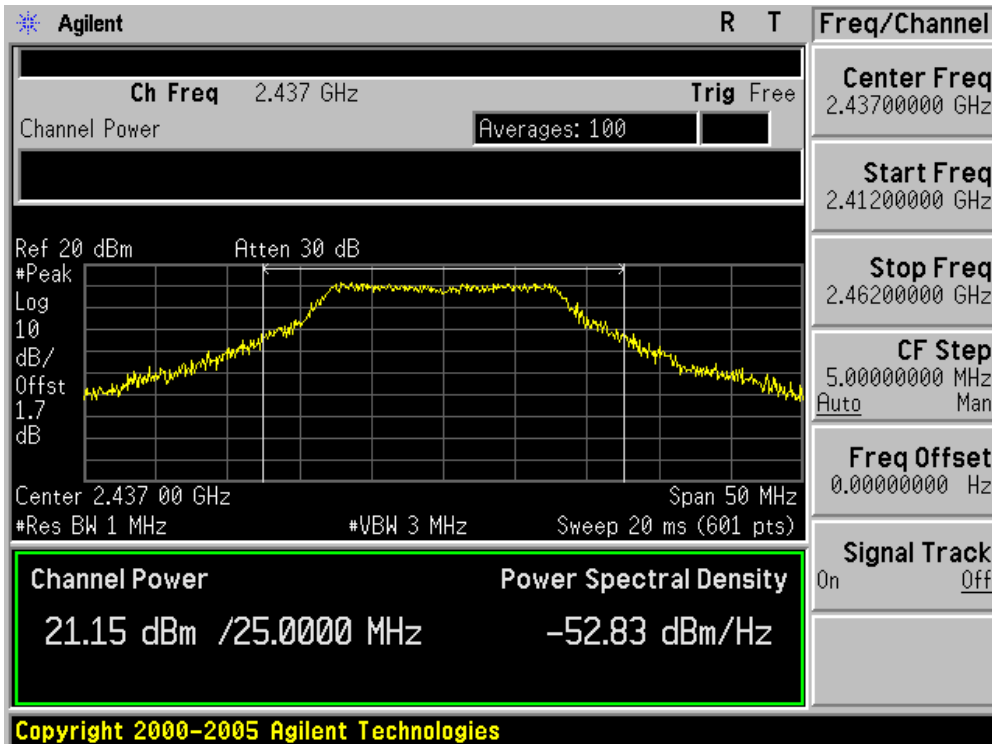 Agilent R T Freq/Channel
Ch Freq 2.437 GHz Trig Free
Channel Power Averages: 100
Center Freq
2.43700000 GHz
Start Freq
2.41200000 GHz
Ref 20 dBm Atten 30 dB
#Peak
Log
10
dB/
Offst
1.7
dB
Stop Freq
2.46200000 GHz
CF Step
5.00000000 MHz
Auto Man
Freq Offset
0.00000000 Hz
Center 2.437 00 GHz Span 50 MHz
#Res BW 1 MHz #VBW 3 MHz Sweep 20 ms (601 pts)
Signal Track
On Off
Channel Power Power Spectral Density
21.15 dBm /25.0000 MHz -52.83 dBm/Hz
Copyright 2000-2005 Agilent Technologies